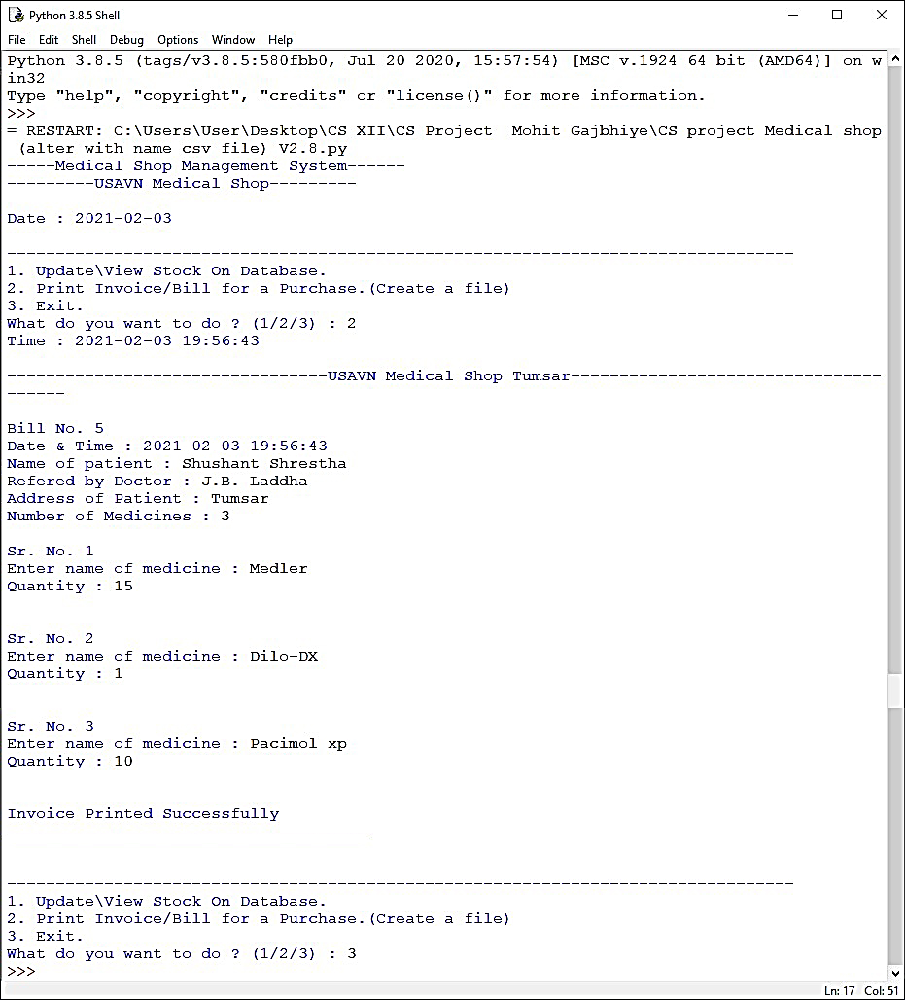 Python 3.8.5 Shell
File Edit Shell Debug Options Window Help
Python 3.8.5 (tags/v3.8.5:580fbb0, Jul 20 2020, 15:57:54) [MSC v.1924 64 bit (AMD64)] on w
in32
Type "help", "copyright", "credits" or "license()" for more information.
>>>
= RESTART: C:\Users\User\Desktop\CS XII\CS Project  Mohit Gajbhiye\CS project Medical shop
 (alter with name csv file) V2.8.py
-----Medical Shop Management System------
---------USAVN Medical Shop---------
Date : 2021-02-03
---------------------------------------------------------------------------------
1. Update\View Stock On Database.
2. Print Invoice/Bill for a Purchase.(Create a file)
3. Exit.
What do you want to do ? (1/2/3) : 2
Time : 2021-02-03 19:56:43
---------------------------------USAVN Medical Shop Tumsar--------------------------------
------
Bill No. 5
Date & Time : 2021-02-03 19:56:43
Name of patient : Shushant Shrestha
Refered by Doctor : J.B. Laddha
Address of Patient : Tumsar
Number of Medicines : 3
Sr. No. 1
Enter name of medicine : Medler
Quantity : 15
Sr. No. 2
Enter name of medicine : Dilo-DX
Quantity : 1
Sr. No. 3
Enter name of medicine : Pacimol xp
Quantity : 10
Invoice Printed Successfully
_____________________________________
---------------------------------------------------------------------------------
1. Update\View Stock On Database.
2. Print Invoice/Bill for a Purchase.(Create a file)
3. Exit.
What do you want to do ? (1/2/3) : 3
>>>
Ln: 17 Col: 51